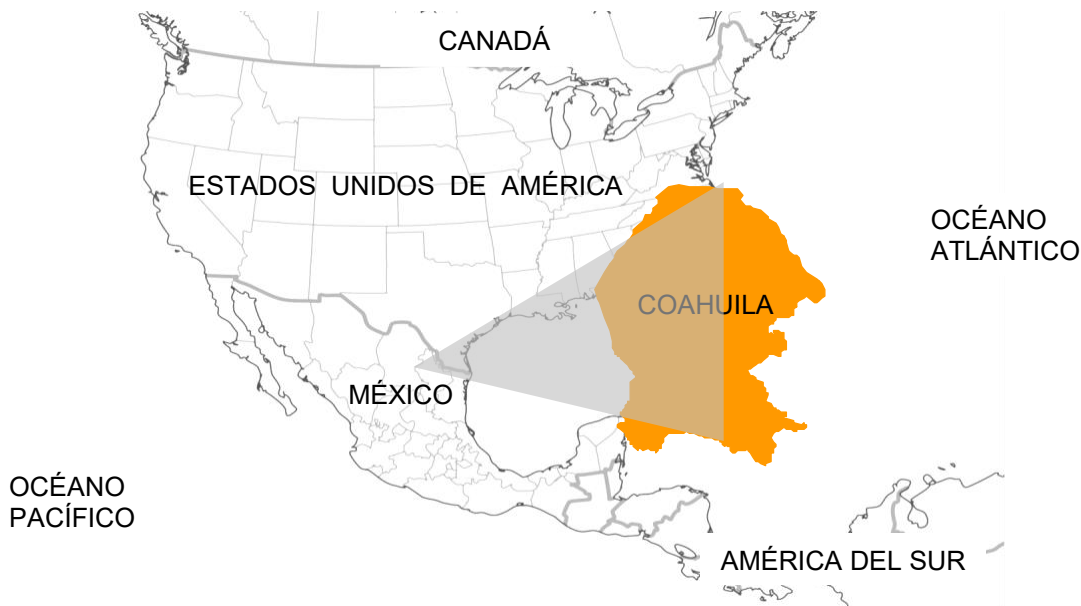 CANADÁ
ESTADOS UNIDOS DE AMÉRICA
OCÉANO
ATLÁNTICO
COAHUILA
MÉXICO
OCÉANO
PACÍFICO
AMÉRICA DEL SUR